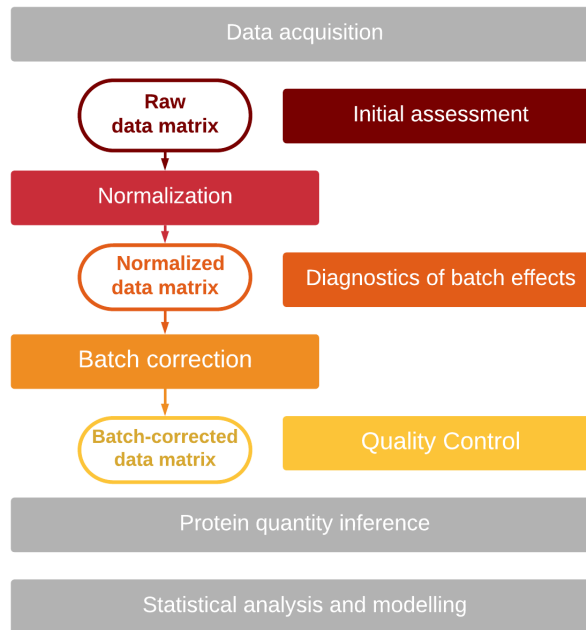 Data acquisition
Raw
data matrix
Initial assessment
Normalization
Normalized
data matrix
Diagnostics of batch effects
Batch correction
Batch-corrected
data matrix
Quality Control
Protein quantity inference
Statistical analysis and modelling